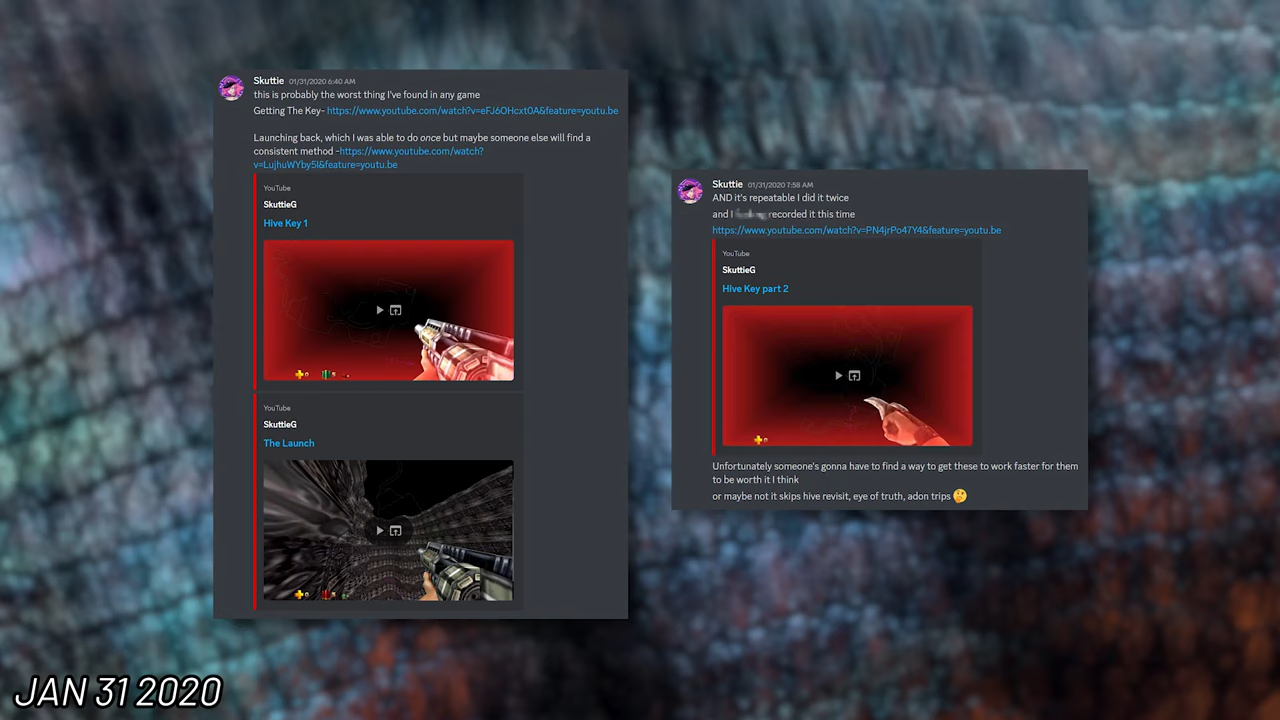 Skuttie 01/31/2020 6:40 AM
this is probably the worst thing I've found in any game
Getting The Key- https://www.youtube.com/watch?v=eFJ6OHcxt0A&feature=youtu.be
Launching back, which I was able to do once but maybe someone else will find a
consistent method -https://www.youtube.com/watch?
v=LujhuWYby5I&feature=youtu.be
YouTube
SkuttieG
Hive Key 1
YouTube
SkuttieG
The Launch
Skuttie 01/31/2020 7:58 AM
AND it's repeatable I did it twice
and I recorded it this time
https://www.youtube.com/watch?v=PN4jrPo47Y4&feature=youtu.be
YouTube
SkuttieG
Hive Key part 2
Unfortunately someone's gonna have to find a way to get these to work faster for them
to be worth it I think
or maybe not it skips hive revisit, eye of truth, adon trips 🤔
JAN 31 2020